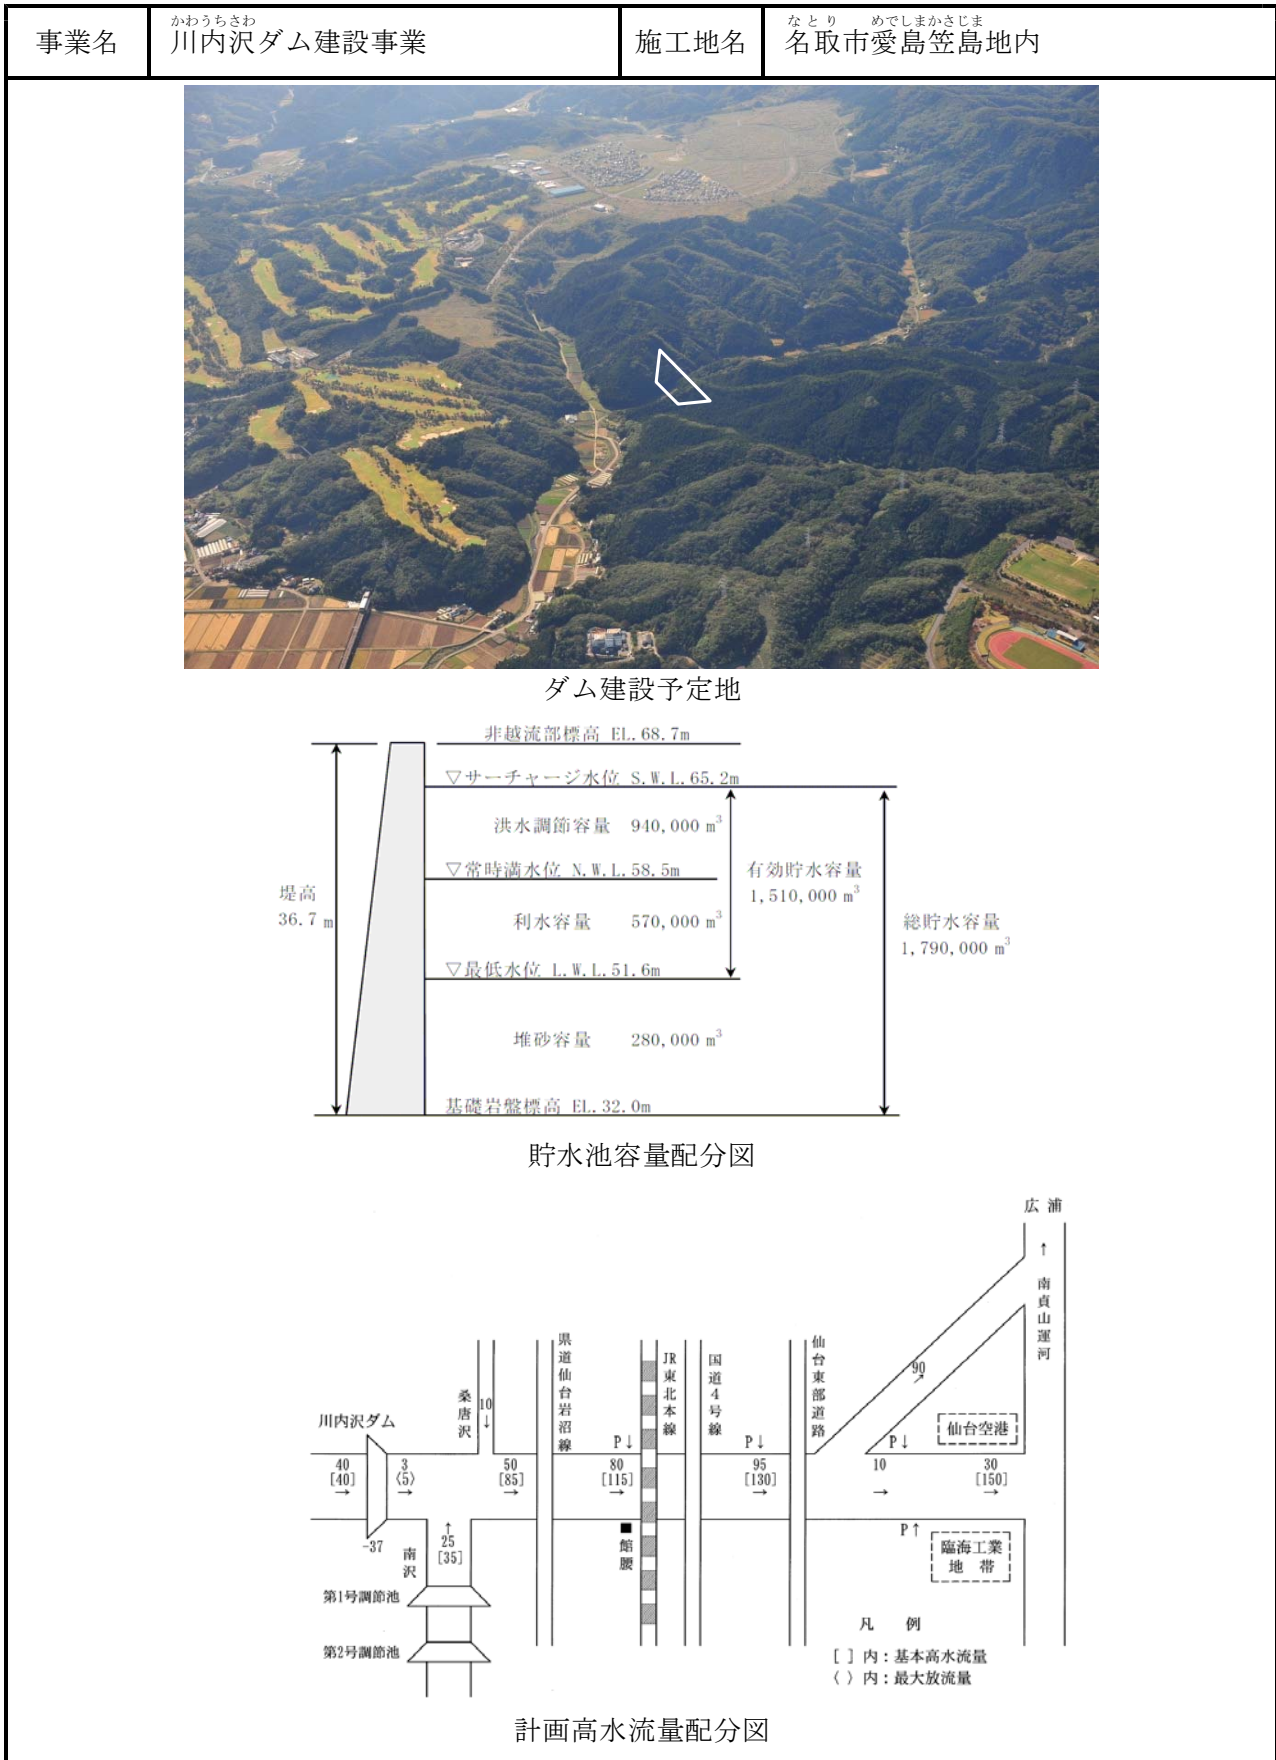 事業名
かわうちさわ
川内沢ダム建設事業
施工地名
なとり めでしまかさじま
名取市愛島笠島地内
ダム建設予定地
非越流部標高 EL.68.7m
▽サーチャージ水位 S.W.L.65.2m
洪水調節容量 940,000 m³
▽常時満水位 N.W.L.58.5m
有効貯水容量
1,510,000 m³
堤高
36.7 m
利水容量 570,000 m³
総貯水容量
1,790,000 m³
▽最低水位 L.W.L.51.6m
堆砂容量 280,000 m³
基礎岩盤標高 EL.32.0m
貯水池容量配分図
広浦
↑
南貞山運河
県道仙台岩沼線
JR東北本線
国道4号線
仙台東部道路
90
→
桑唐沢
10
↓
川内沢ダム
P↓
P↓
P↓
仙台空港
40
[40]
→
3
〈5〉
→
50
[85]
→
80
[115]
→
95
[130]
→
10
→
30
[150]
→
-37
南沢
↑
25
[35]
■
館腰
P↑
臨海工業
地帯
第1号調節池
第2号調節池
凡例
[ ]内：基本高水流量
〈 〉内：最大放流量
計画高水流量配分図